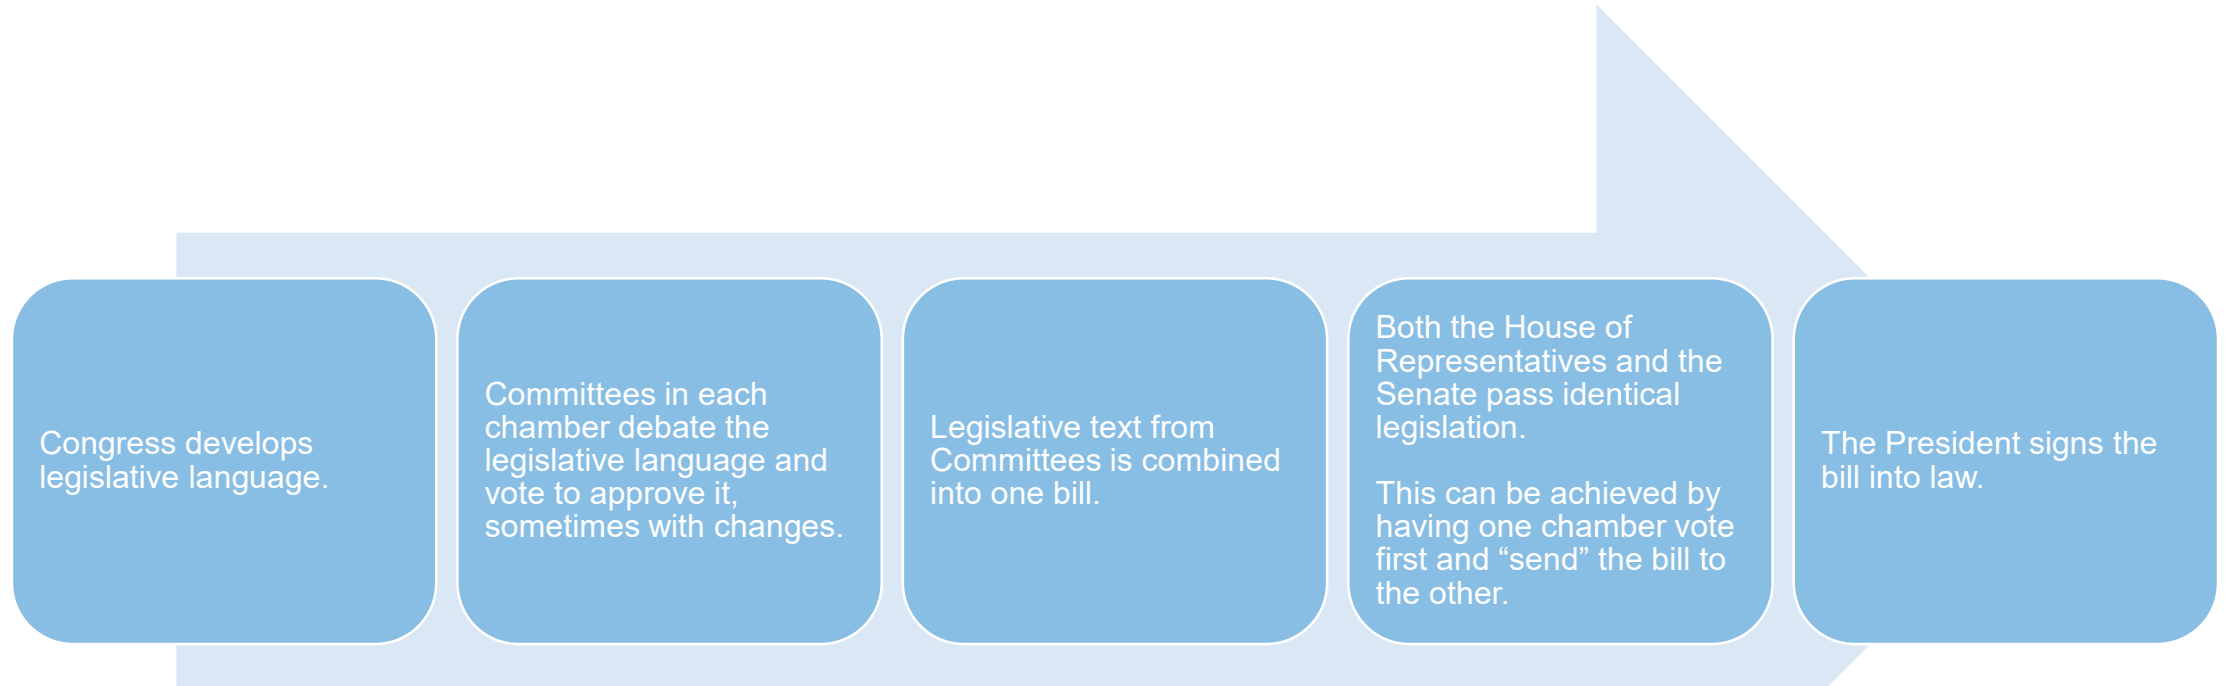 Congress develops
legislative language.
Committees in each
chamber debate the
legislative language and
vote to approve it,
sometimes with changes.
Legislative text from
Committees is combined
into one bill.
Both the House of
Representatives and the
Senate pass identical
legislation.
This can be achieved by
having one chamber vote
first and “send” the bill to
the other.
The President signs the
bill into law.